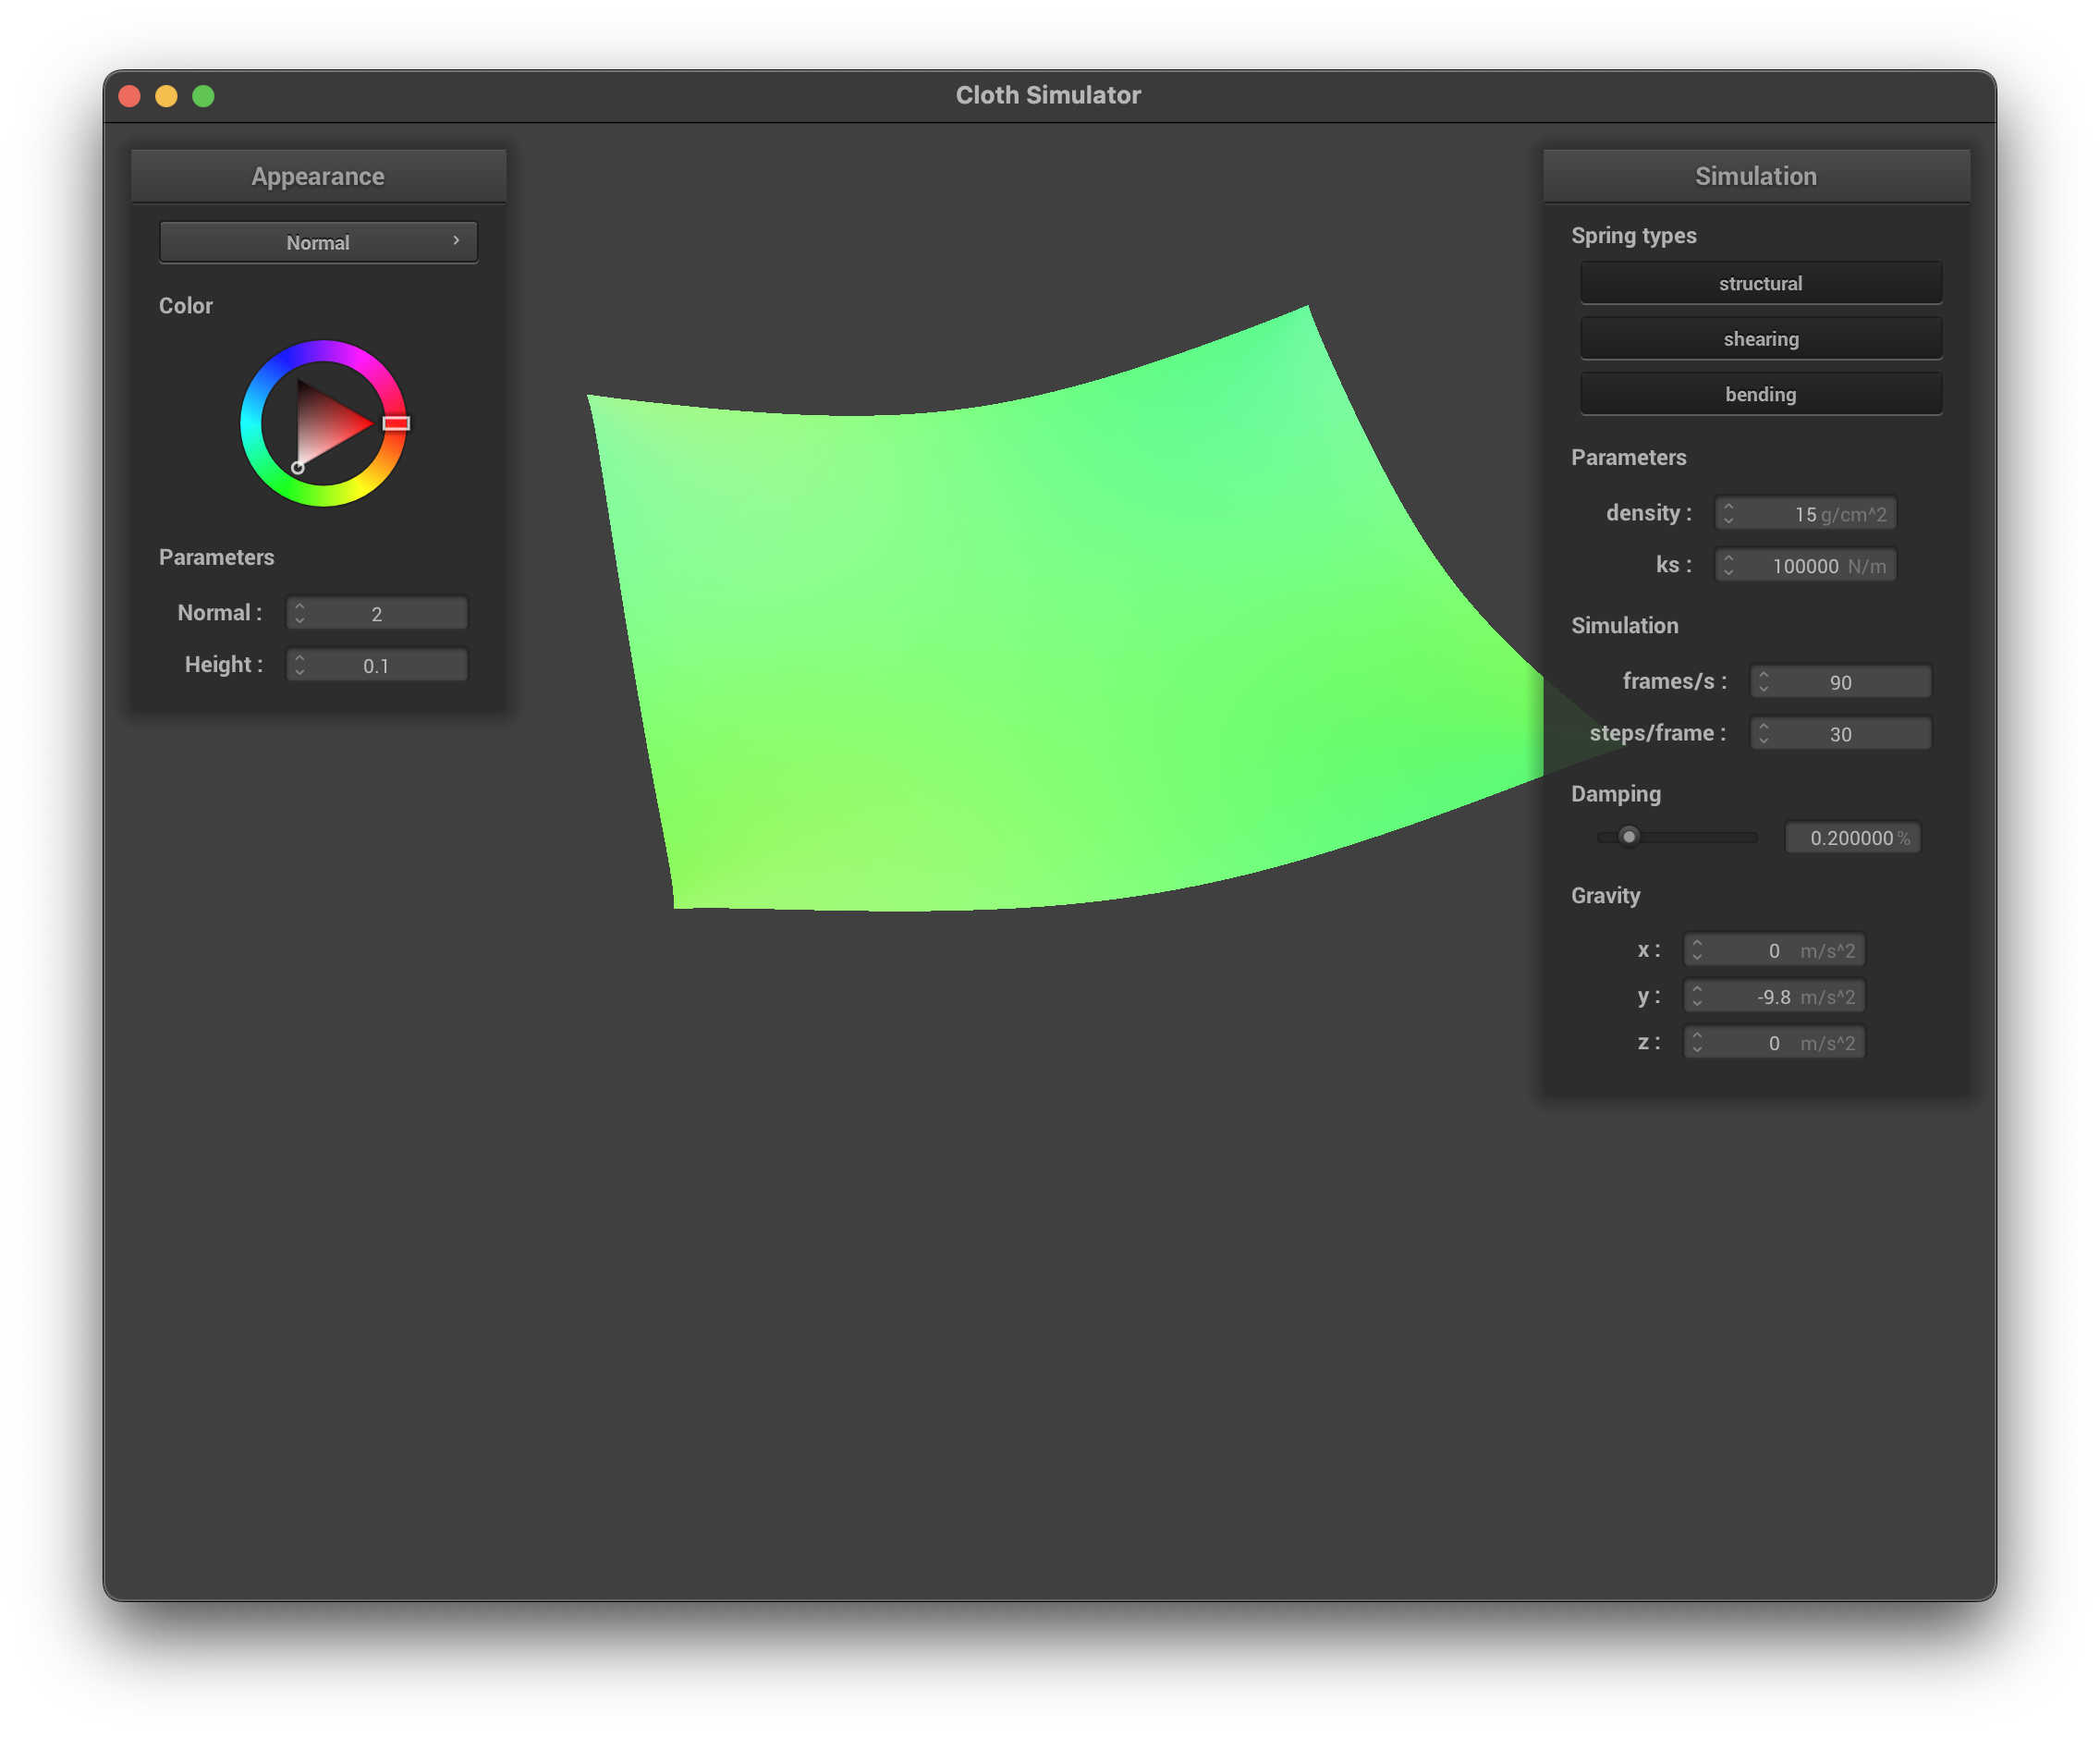 Cloth Simulator
Appearance
Normal
Color
Parameters
Normal : 2
Height : 0.1
Simulation
Spring types
structural
shearing
bending
Parameters
density : 15 g/cm^2
ks : 100000 N/m
Simulation
frames/s : 90
steps/frame : 30
Damping
0.200000 %
Gravity
x : 0 m/s^2
y : -9.8 m/s^2
z : 0 m/s^2